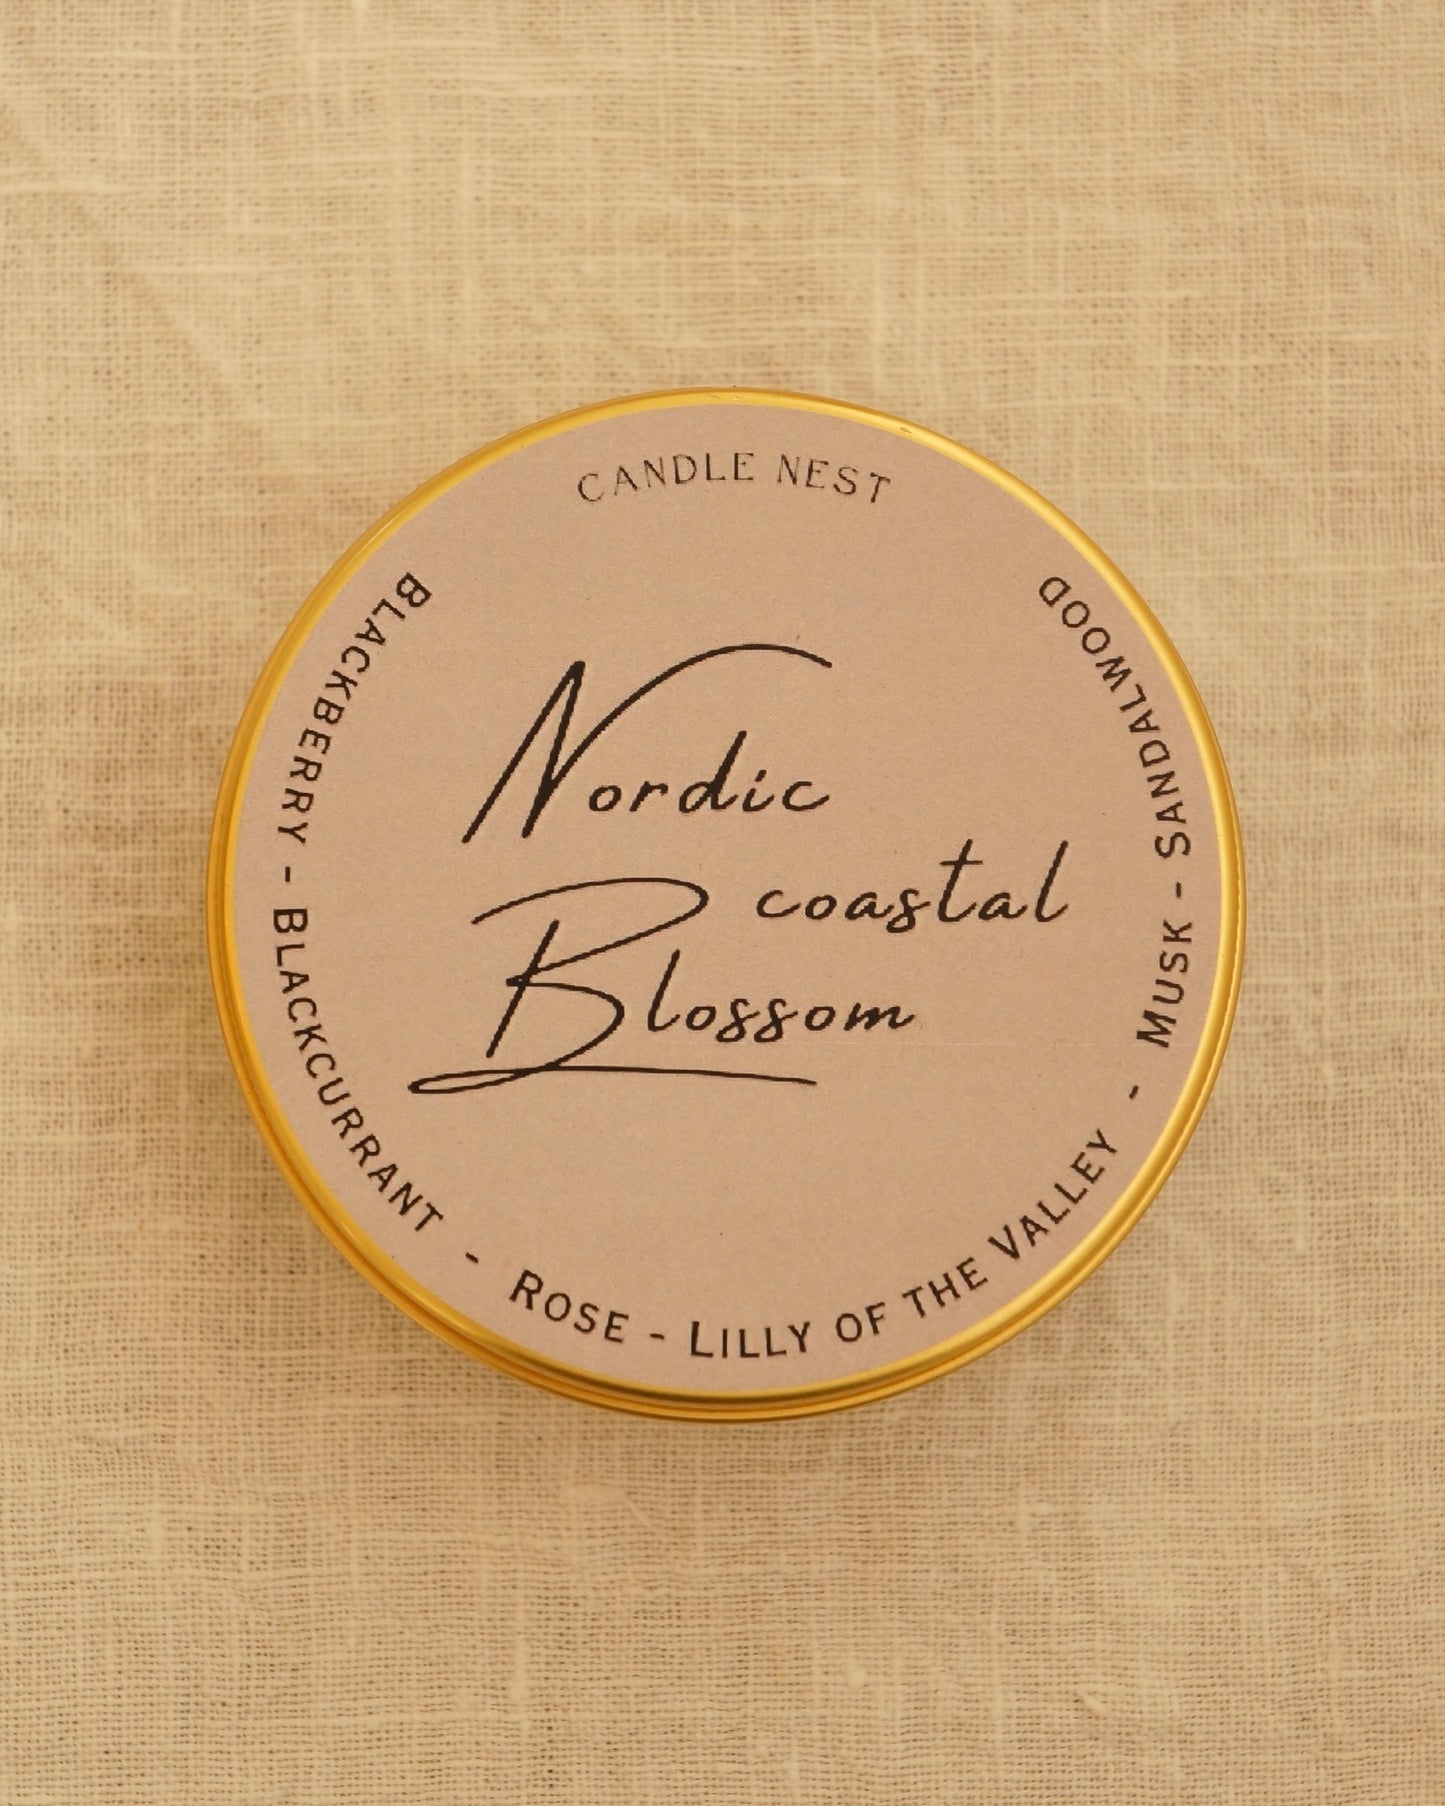 CANDLE NEST
Nordic
coastal
Blossom
BLACKBERRY - BLACKCURRANT - ROSE - LILLY OF THE VALLEY - MUSK - SANDALWOOD